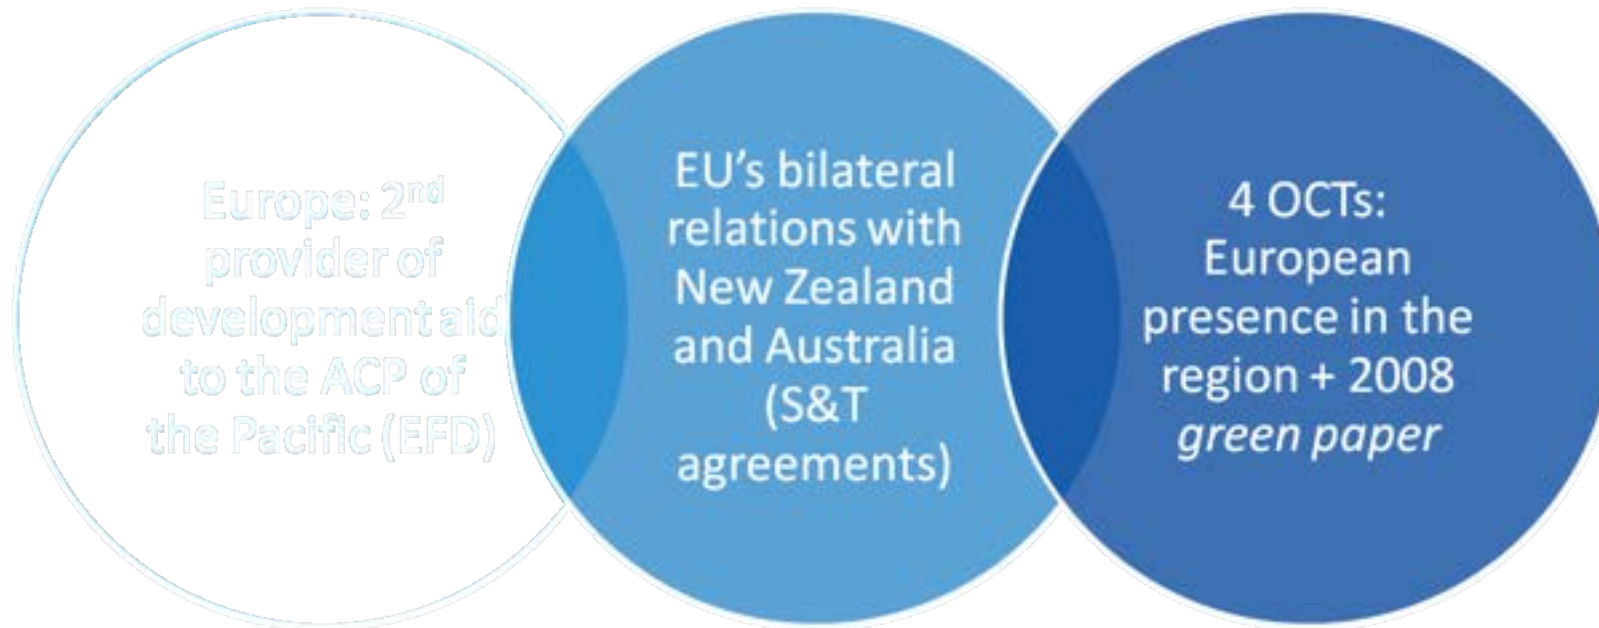 Europe: 2nd
provider of
development aid
to the ACP of
the Pacific (EFD)
EU’s bilateral
relations with
New Zealand
and Australia
(S&T
agreements)
4 OCTs:
European
presence in the
region + 2008
green paper